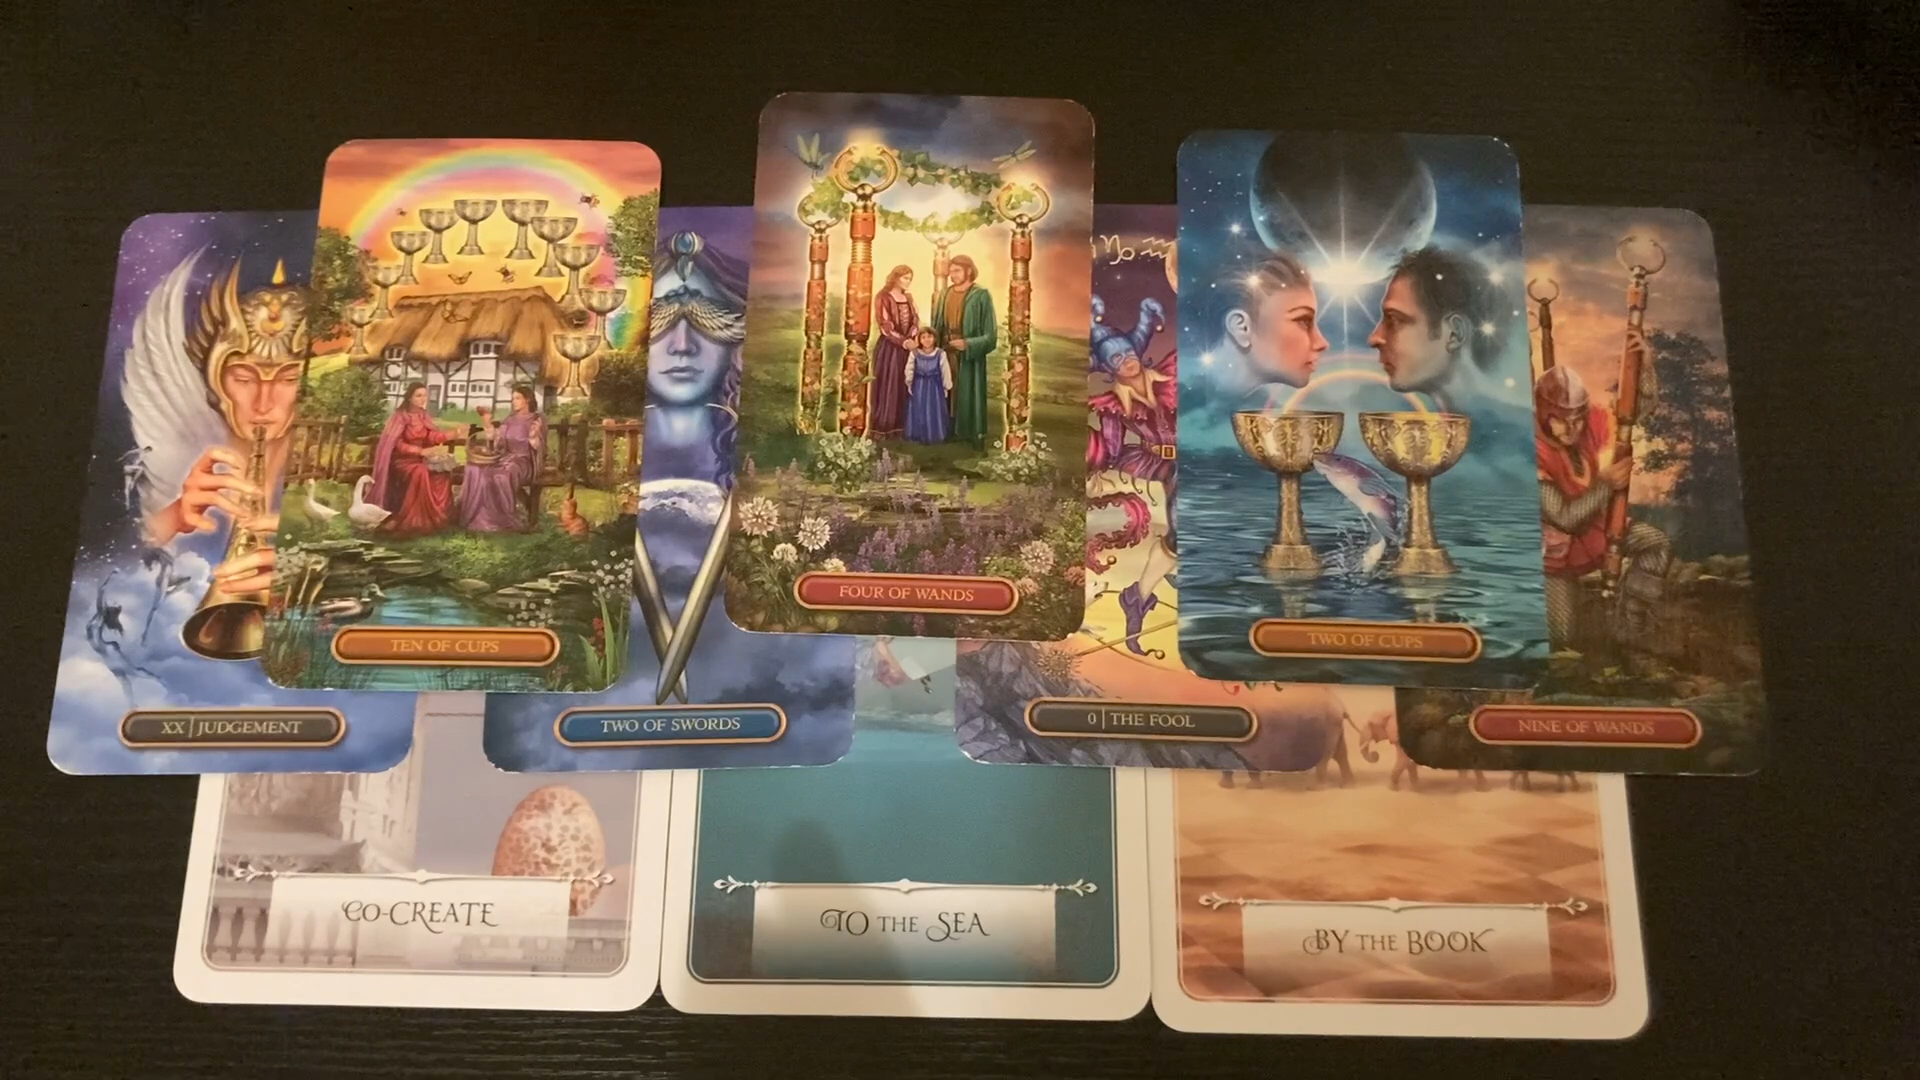 TEN OF CUPS
FOUR OF WANDS
TWO OF CUPS
XX | JUDGEMENT
TWO OF SWORDS
0 | THE FOOL
NINE OF WANDS
CO-CREATE
TO THE SEA
BY THE BOOK